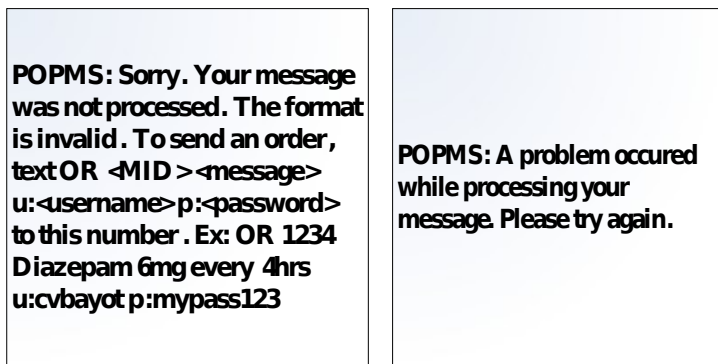 POPMS: Sorry. Your message
was not processed. The format
is invalid. To send an order,
text OR <MID><message>
u:<username> p:<password>
to this number. Ex: OR 1234
Diazepam 6mg every 4hrs
u:cvbayot p:mypass123
POPMS: A problem occured
while processing your
message. Please try again.